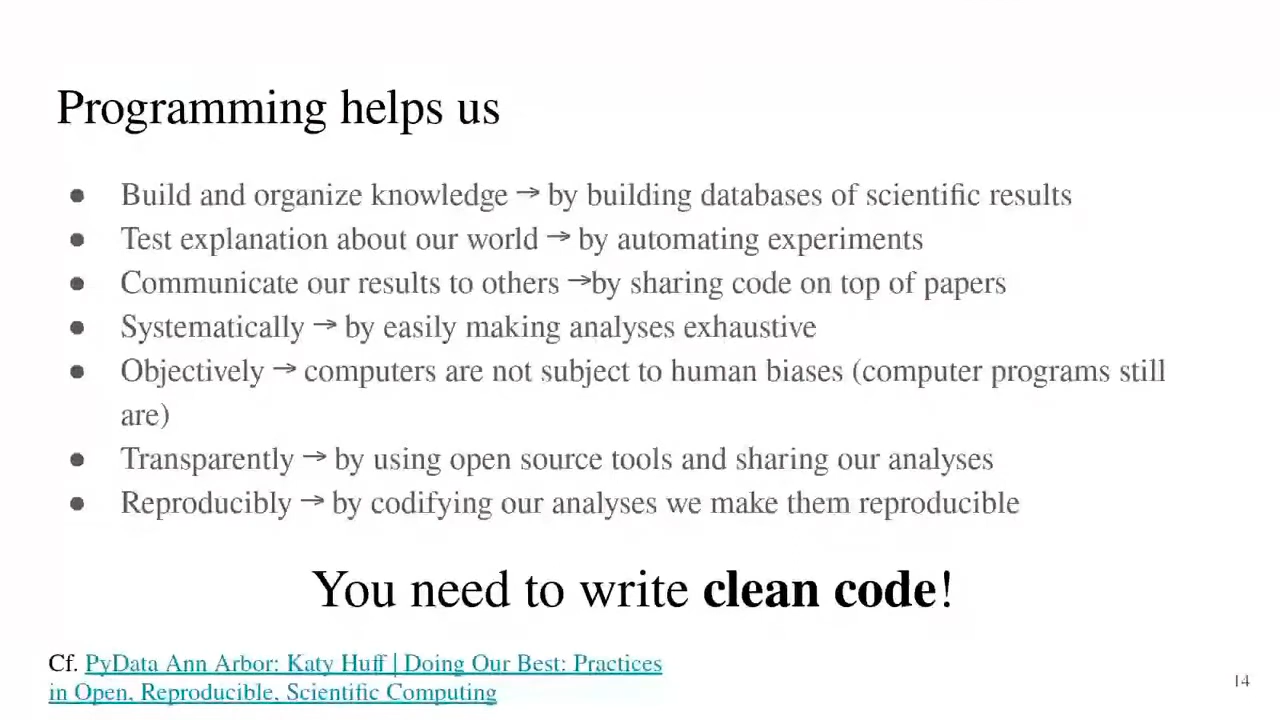 Programming helps us
● Build and organize knowledge → by building databases of scientific results
● Test explanation about our world → by automating experiments
● Communicate our results to others →by sharing code on top of papers
● Systematically → by easily making analyses exhaustive
● Objectively → computers are not subject to human biases (computer programs still
are)
● Transparently → by using open source tools and sharing our analyses
● Reproducibly → by codifying our analyses we make them reproducible
You need to write clean code!
Cf. PyData Ann Arbor: Katy Huff | Doing Our Best: Practices
in Open, Reproducible, Scientific Computing
14